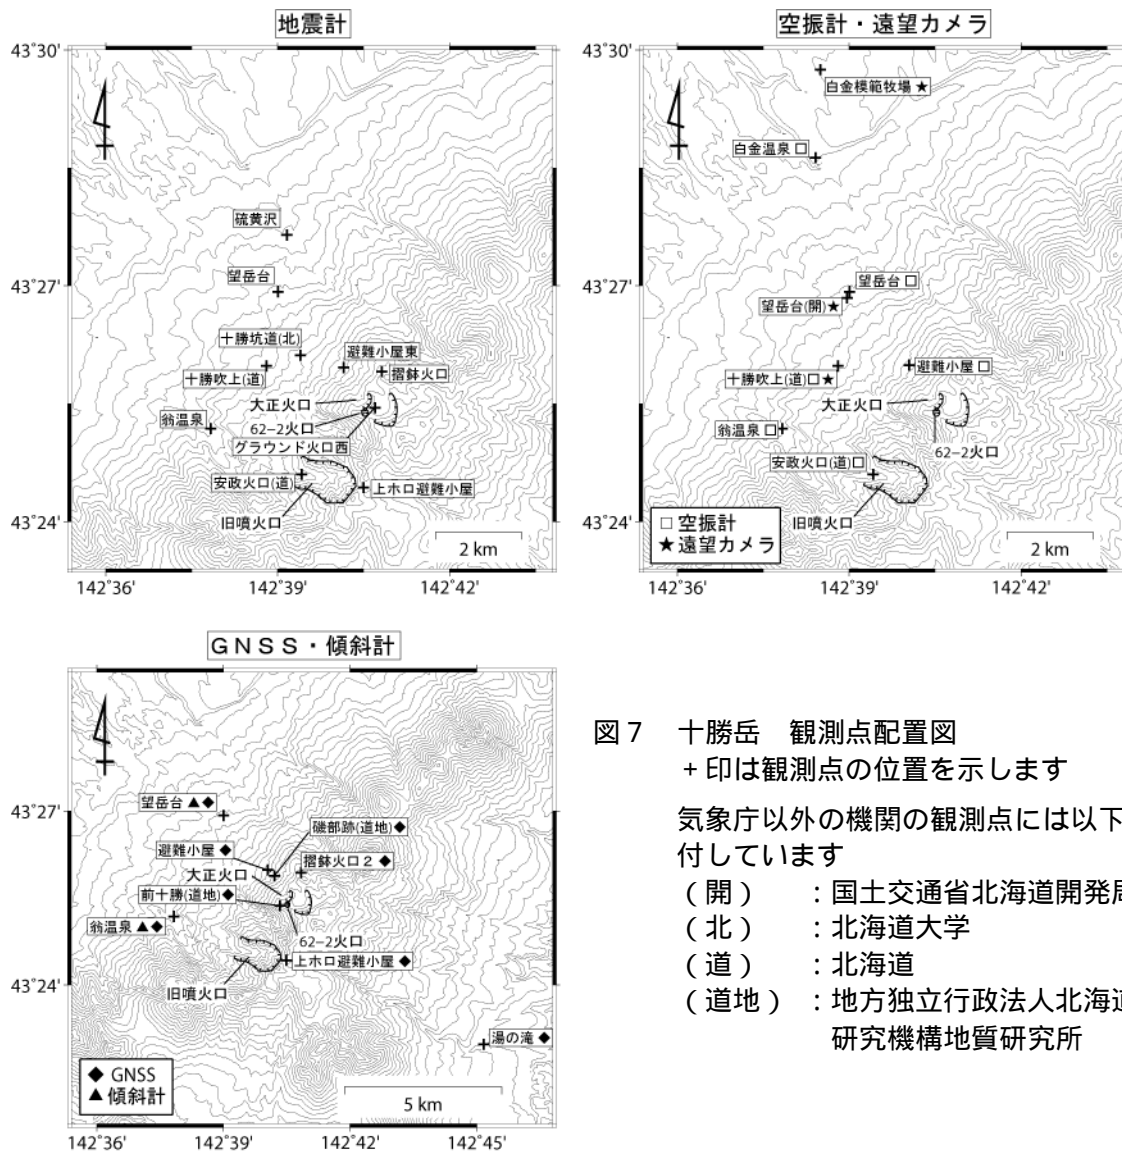 地震計
43°30'
43°27'
43°24'
硫黄沢
望岳台
十勝坑道(北)
避難小屋東
十勝吹上(道)
摺鉢火口
大正火口
翁温泉
62-2火口
グラウンド火口西
安政火口(道)
上ホロ避難小屋
旧噴火口
2 km
142°36'
142°39'
142°42'
空振計・遠望カメラ
43°30'
43°27'
43°24'
白金模範牧場 ★
白金温泉 □
望岳台 □
望岳台(開)★
避難小屋 □
十勝吹上(道)□★
大正火口
翁温泉 □
62-2火口
安政火口(道)□
旧噴火口
□ 空振計
★ 遠望カメラ
2 km
142°36'
142°39'
142°42'
GNSS・傾斜計
43°27'
43°24'
望岳台 ▲◆
磯部跡(道地)◆
避難小屋 ◆
摺鉢火口2 ◆
大正火口
前十勝(道地)◆
翁温泉 ▲◆
62-2火口
上ホロ避難小屋 ◆
旧噴火口
湯の滝 ◆
◆ GNSS
▲ 傾斜計
5 km
142°36'
142°39'
142°42'
142°45'
図7 十勝岳 観測点配置図
+印は観測点の位置を示します
気象庁以外の機関の観測点には以下
付しています
(開) :国土交通省北海道開発局
(北) :北海道大学
(道) :北海道
(道地) :地方独立行政法人北海道
研究機構地質研究所